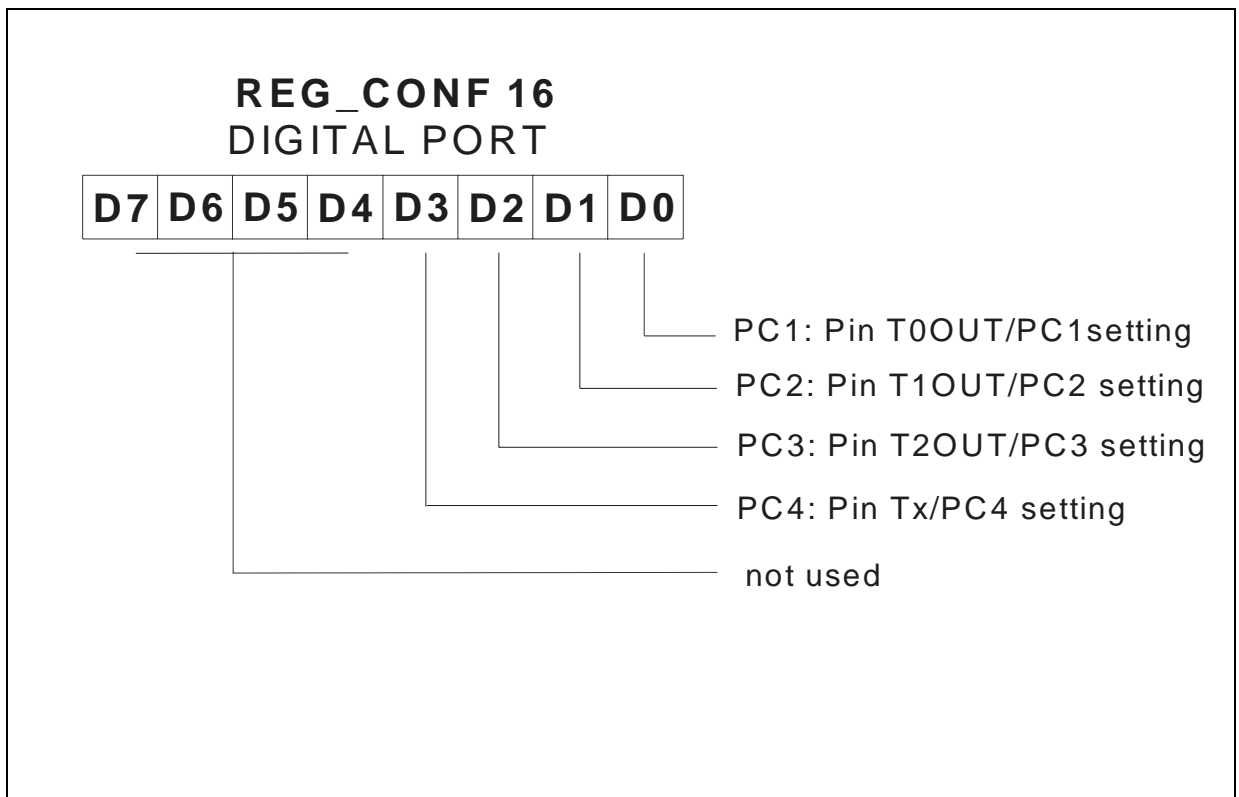 REG_CONF 16
DIGITAL PORT
D7 D6 D5 D4 D3 D2 D1 D0
PC1: Pin T0OUT/PC1setting
PC2: Pin T1OUT/PC2 setting
PC3: Pin T2OUT/PC3 setting
PC4: Pin Tx/PC4 setting
not used